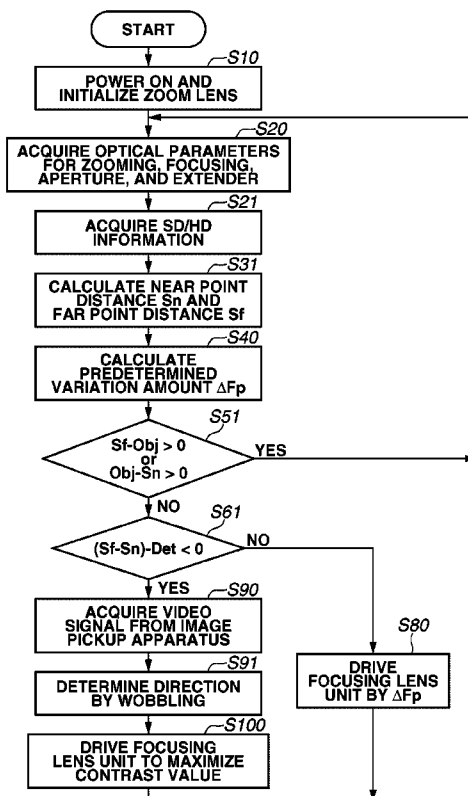 START
S10
POWER ON AND
INITIALIZE ZOOM LENS
S20
ACQUIRE OPTICAL PARAMETERS
FOR ZOOMING, FOCUSING,
APERTURE, AND EXTENDER
S21
ACQUIRE SD/HD
INFORMATION
S31
CALCULATE NEAR POINT
DISTANCE Sn AND
FAR POINT DISTANCE Sf
S40
CALCULATE
PREDETERMINED
VARIATION AMOUNT ΔFp
S51
Sf-Obj > 0
or
Obj-Sn > 0
YES
NO
S61
(Sf-Sn)-Det < 0
NO
YES
S90
ACQUIRE VIDEO
SIGNAL FROM IMAGE
PICKUP APPARATUS
S80
DRIVE
FOCUSING LENS
UNIT BY ΔFp
S91
DETERMINE DIRECTION
BY WOBBLING
S100
DRIVE FOCUSING
LENS UNIT TO MAXIMIZE
CONTRAST VALUE